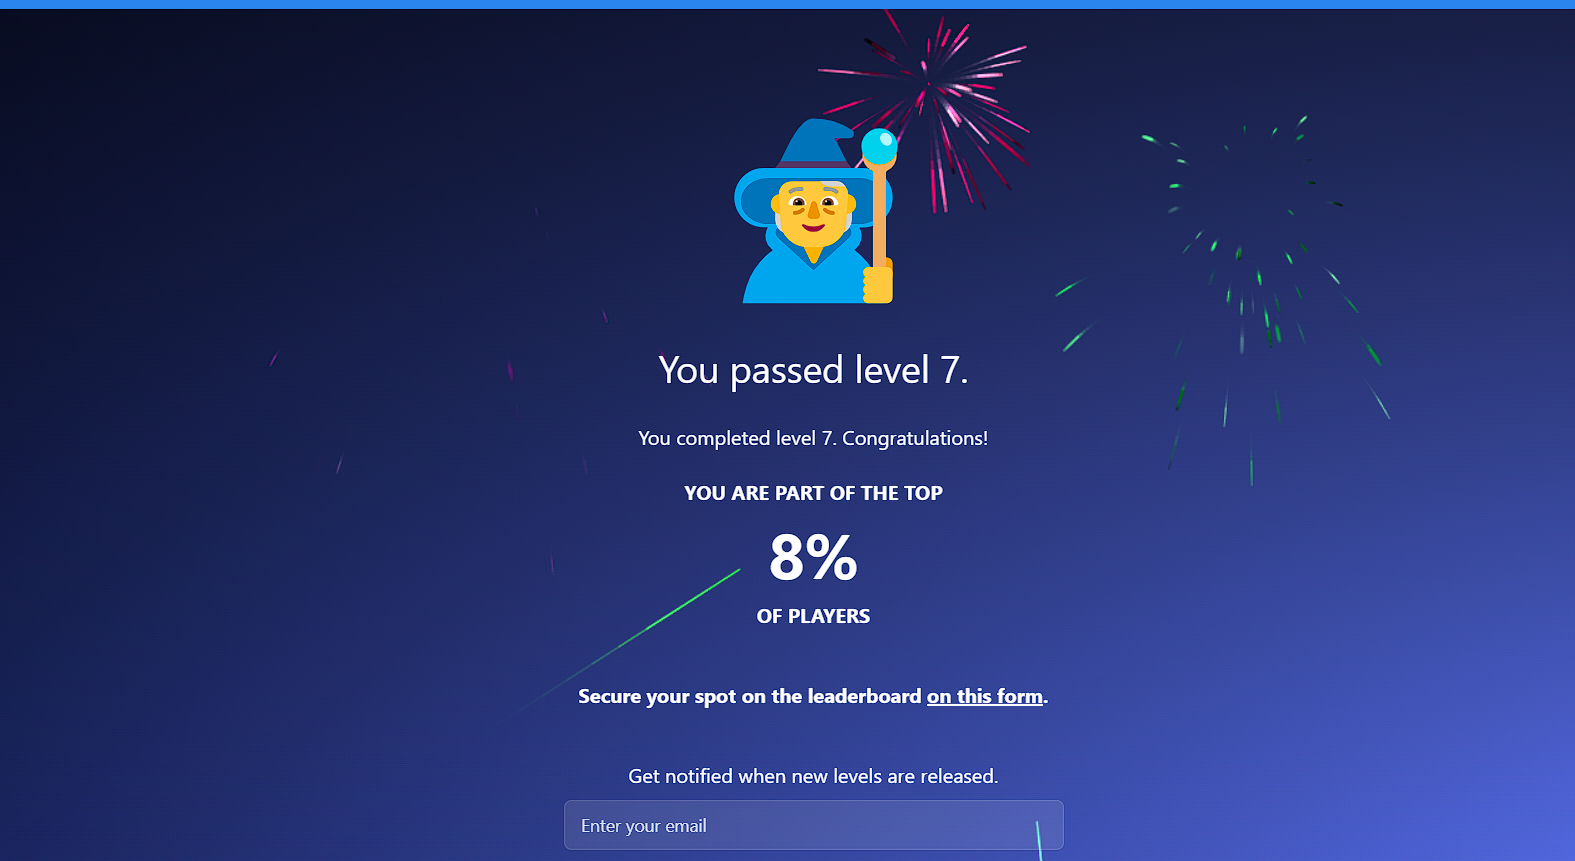 You passed level 7.
You completed level 7. Congratulations!
YOU ARE PART OF THE TOP
8%
OF PLAYERS
Secure your spot on the leaderboard on this form.
Get notified when new levels are released.
Enter your email